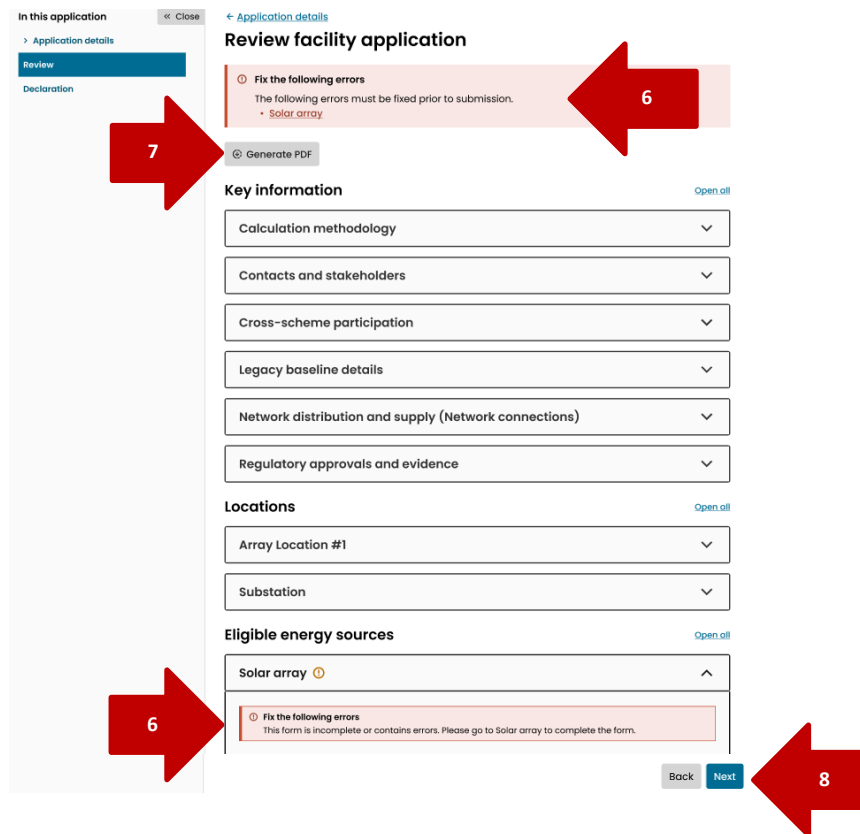 In this application
« Close
> Application details
Review
Declaration
← Application details
Review facility application
Fix the following errors
The following errors must be fixed prior to submission.
• Solar array
6
7
Generate PDF
Key information
Open all
Calculation methodology
Contacts and stakeholders
Cross-scheme participation
Legacy baseline details
Network distribution and supply (Network connections)
Regulatory approvals and evidence
Locations
Open all
Array Location #1
Substation
Eligible energy sources
Open all
Solar array
6
Fix the following errors
This form is incomplete or contains errors. Please go to Solar array to complete the form.
Back
Next
8